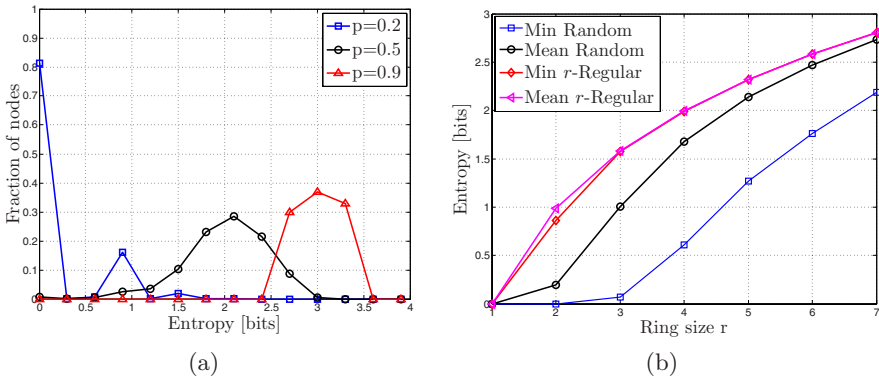 p=0.2
p=0.5
p=0.9
Fraction of nodes
1
0.9
0.8
0.7
0.6
0.5
0.4
0.3
0.2
0.1
0
0 0.5 1 1.5 2 2.5 3 3.5 4
Entropy [bits]
(a)
Min Random
Mean Random
Min r-Regular
Mean r-Regular
Entropy [bits]
3
2.5
2
1.5
1
0.5
0
1 2 3 4 5 6 7
Ring size r
(b)